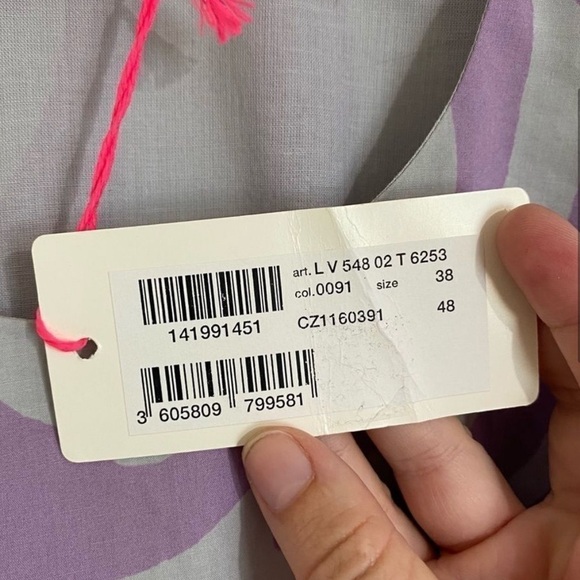 art. L V 548 02 T 6253
col. 0091 size 38
141991451
CZ1160391 48
3 605809 799581